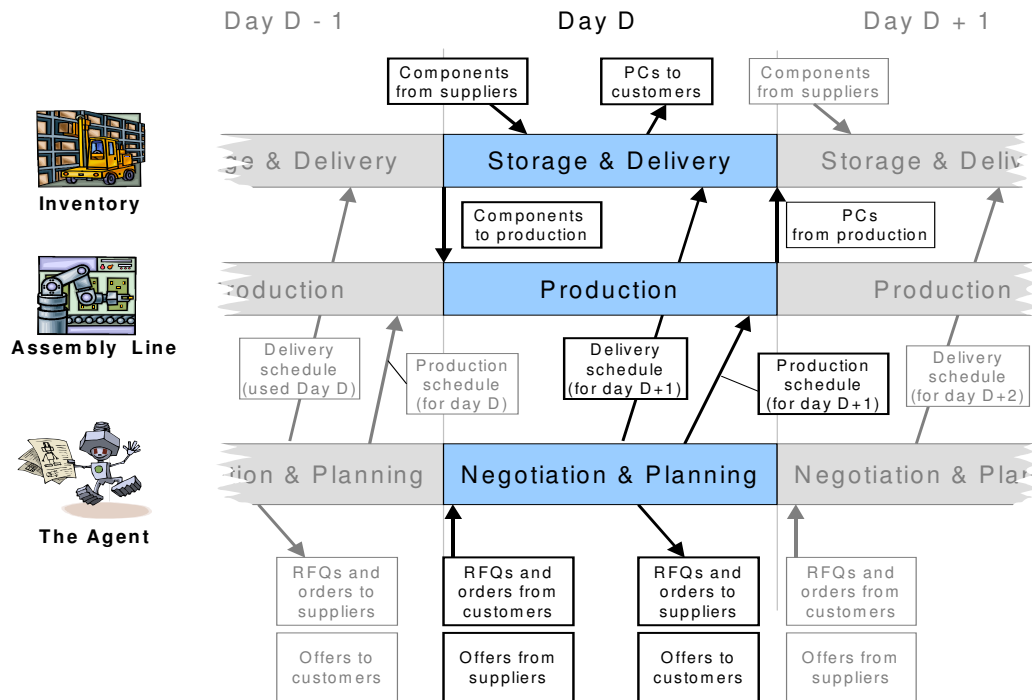 Day D - 1
Day D
Day D + 1
Components
from suppliers
PCs to
customers
Components
from suppliers
ge & Delivery
Storage & Delivery
Storage & Deliv
Inventory
Components
to production
PCs
from production
roduction
Production
Production
Assembly Line
Delivery
schedule
(used Day D)
Production
schedule
(for day D)
Delivery
schedule
(for day D+1)
Production
schedule
(for day D+1)
Delivery
schedule
(for day D+2)
tion & Planning
Negotiation & Planning
Negotiation & Plan
The Agent
RFQs and
orders to
suppliers
RFQs and
orders from
customers
RFQs and
orders to
suppliers
RFQs and
orders from
customers
Offers to
customers
Offers from
suppliers
Offers to
customers
Offers from
suppliers